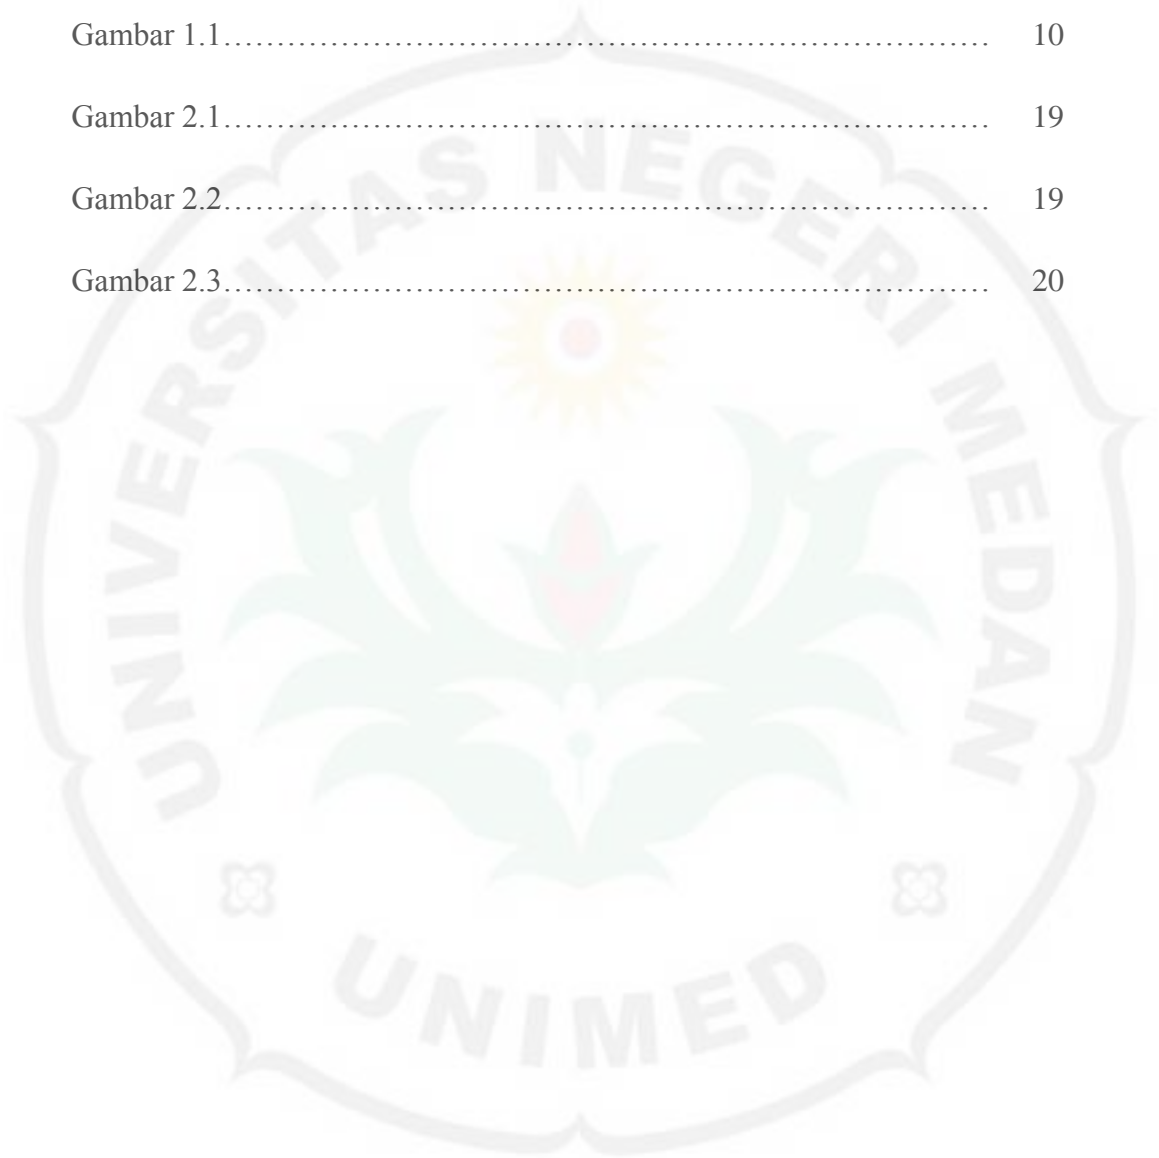 Gambar 1.1…………………………………………………………………………… 10
Gambar 2.1…………………………………………………………………………… 19
Gambar 2.2…………………………………………………………………………… 19
Gambar 2.3…………………………………………………………………………… 20
UNIVERSITAS NEGERI MEDAN
UNIMED